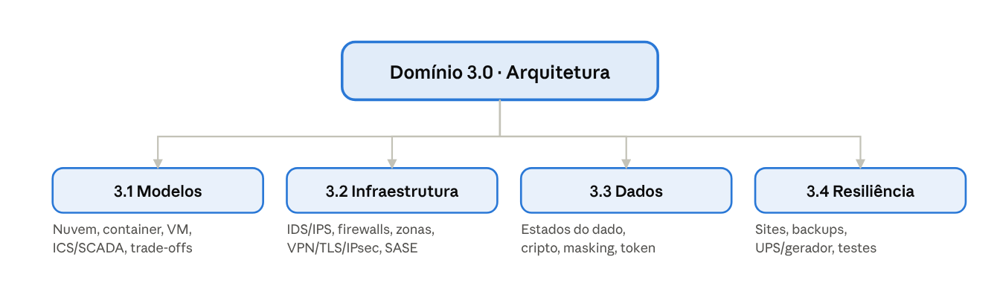 Domínio 3.0 · Arquitetura
3.1 Modelos
Nuvem, container, VM,
ICS/SCADA, trade-offs
3.2 Infraestrutura
IDS/IPS, firewalls, zonas,
VPN/TLS/IPsec, SASE
3.3 Dados
Estados do dado,
cripto, masking, token
3.4 Resiliência
Sites, backups,
UPS/gerador, testes